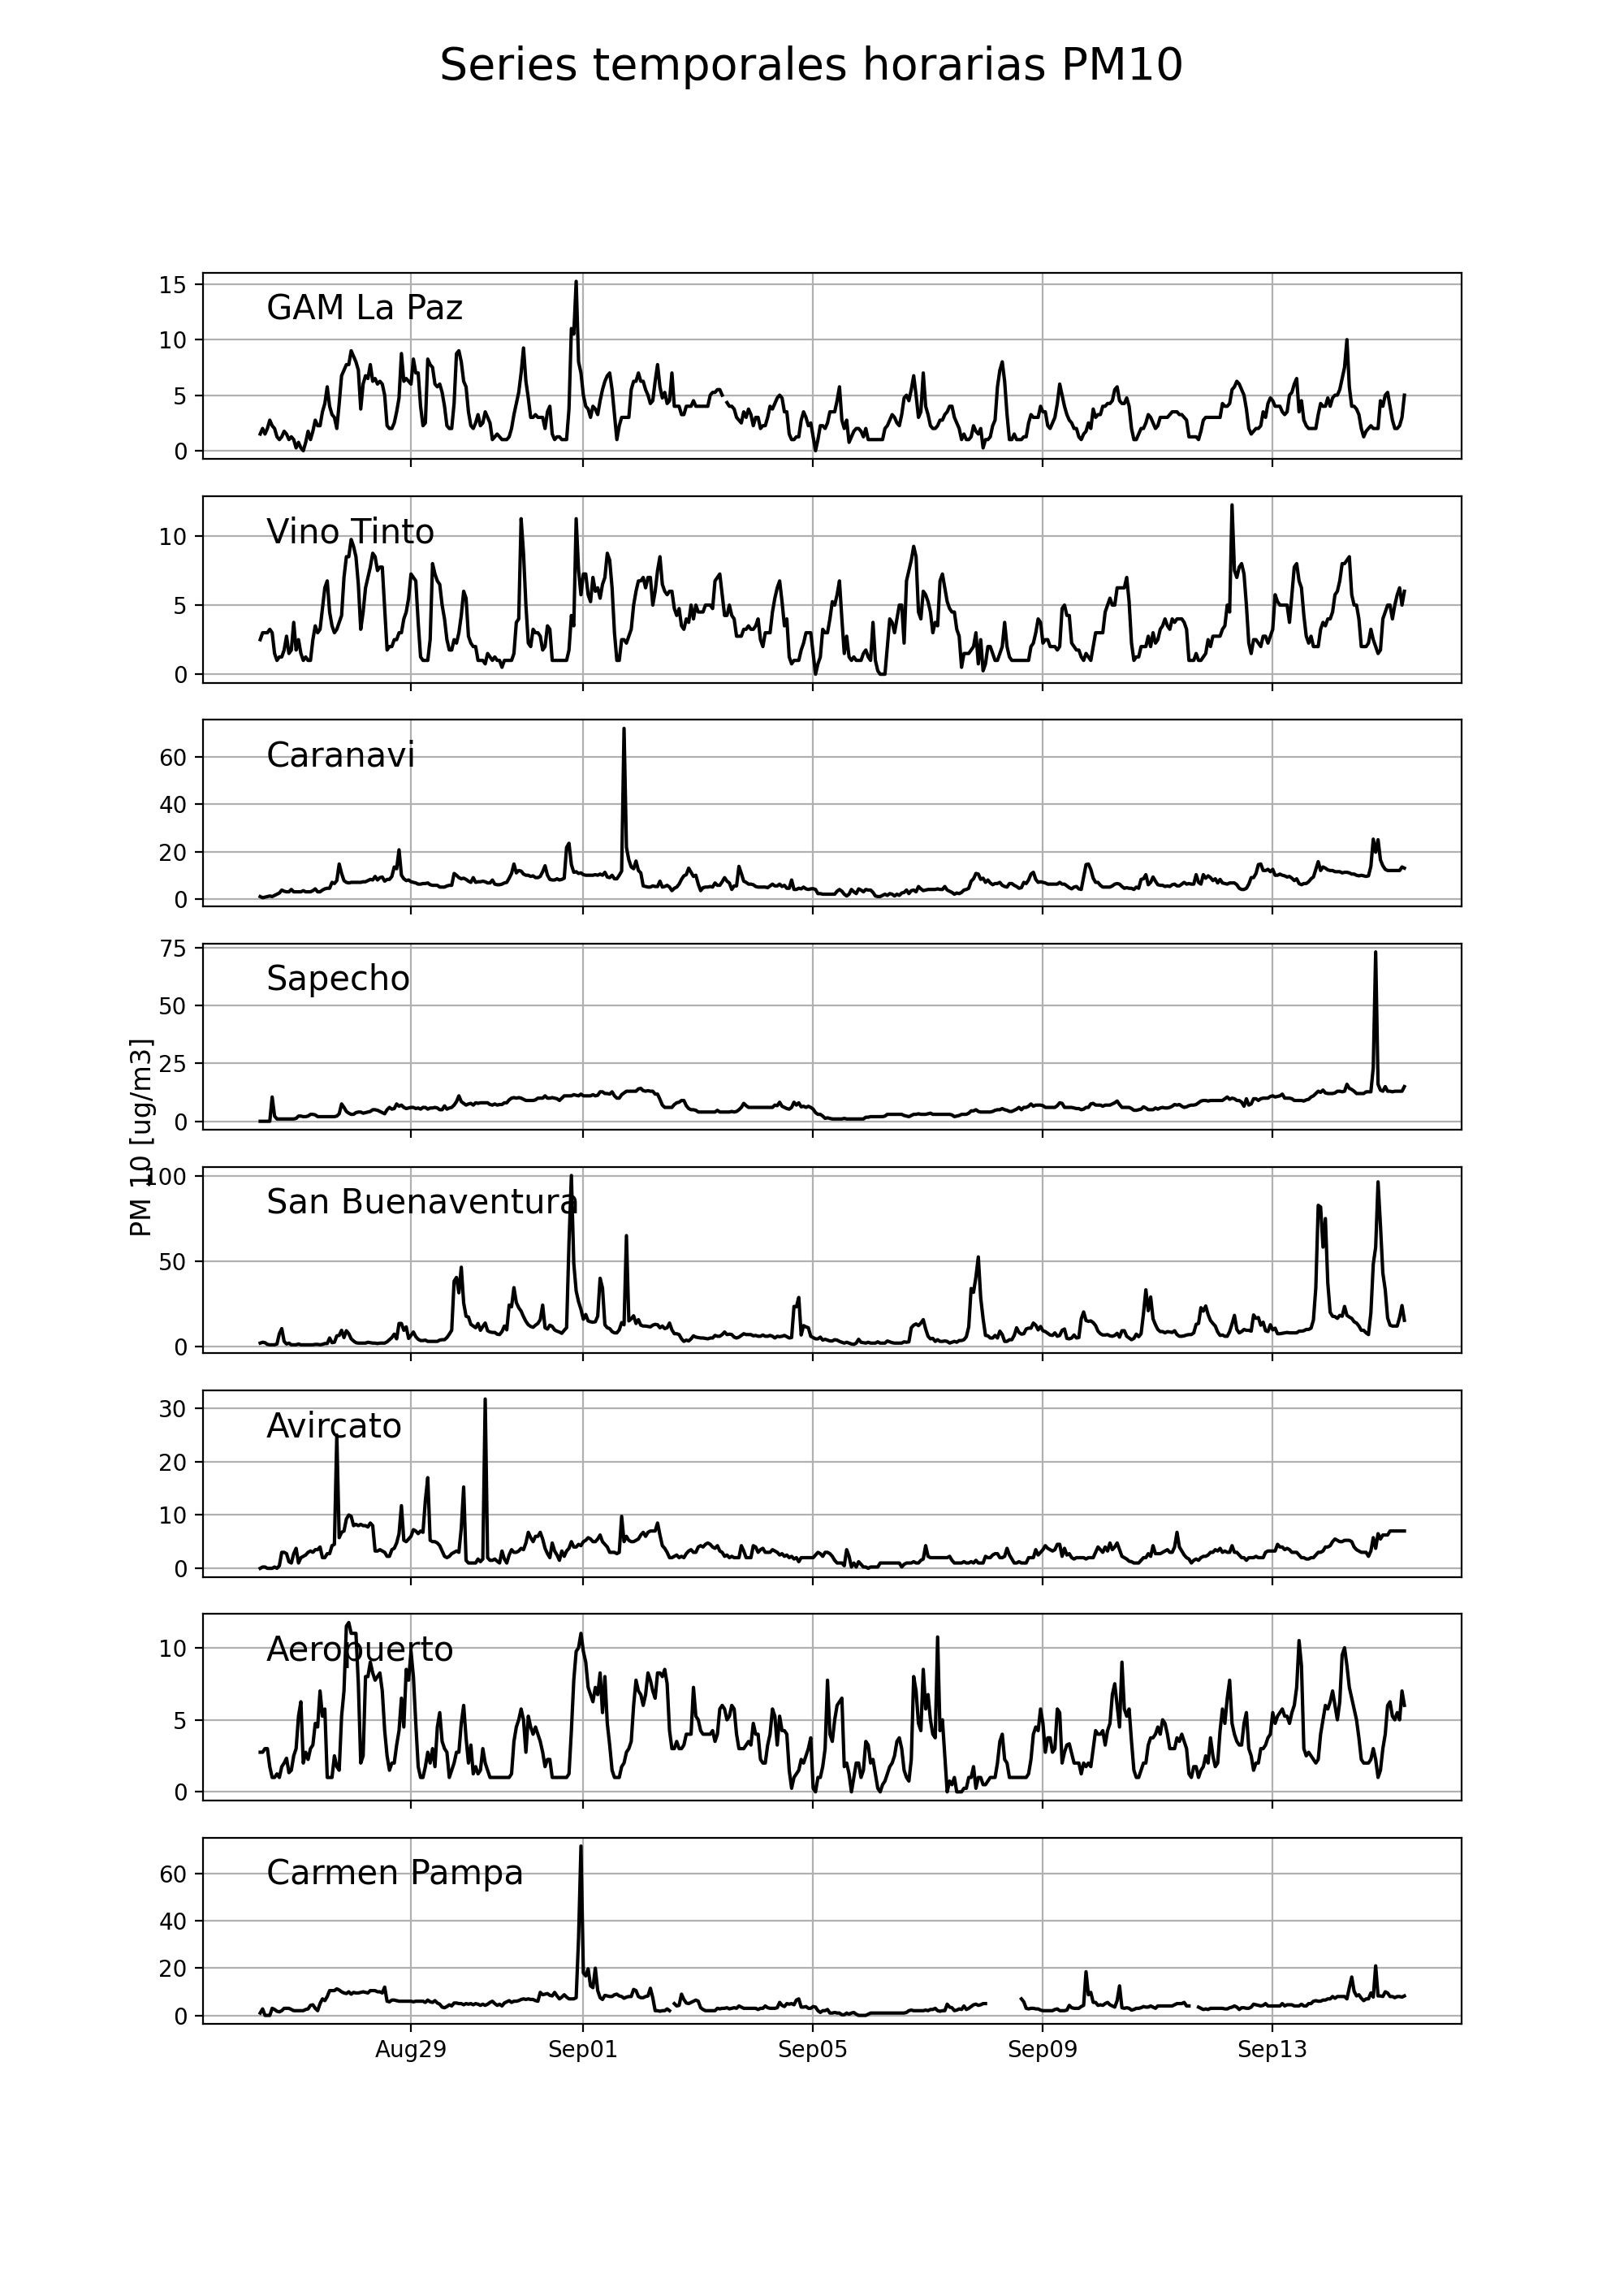 Series temporales horarias PM10
15
GAM La Paz
10
5
0
Vino Tinto
10
5
0
Caranavi
60
40
20
0
75
Sapecho
50
25
0
PM 10 [ug/m3]
100
San Buenaventura
50
0
30
Avircato
20
10
0
Aeropuerto
10
5
0
Carmen Pampa
60
40
20
0
Aug29 Sep01 Sep05 Sep09 Sep13